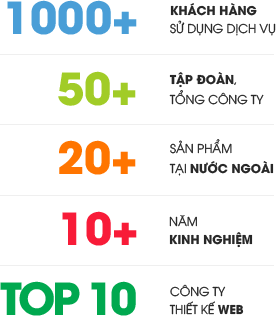 1000+
KHÁCH HÀNG
SỬ DỤNG DỊCH VỤ
50+
TẬP ĐOÀN,
TỔNG CÔNG TY
20+
SẢN PHẨM
TẠI NƯỚC NGOÀI
10+
NĂM
KINH NGHIỆM
TOP 10
CÔNG TY
THIẾT KẾ WEB